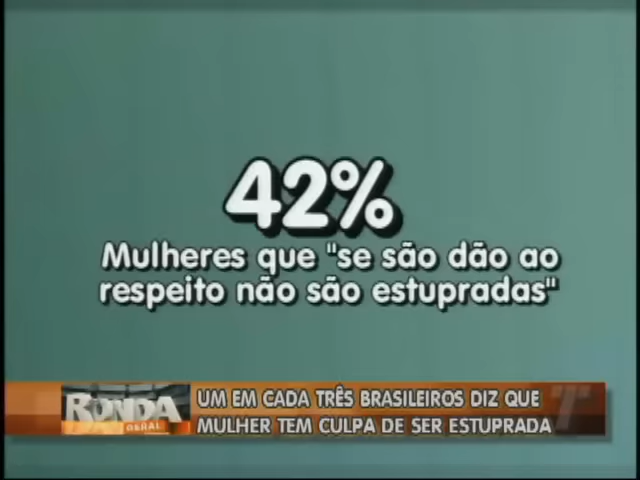 42%
Mulheres que "se são dão ao
respeito não são estupradas"
RONDA
GERAL
UM EM CADA TRÊS BRASILEIROS DIZ QUE
MULHER TEM CULPA DE SER ESTUPRADA